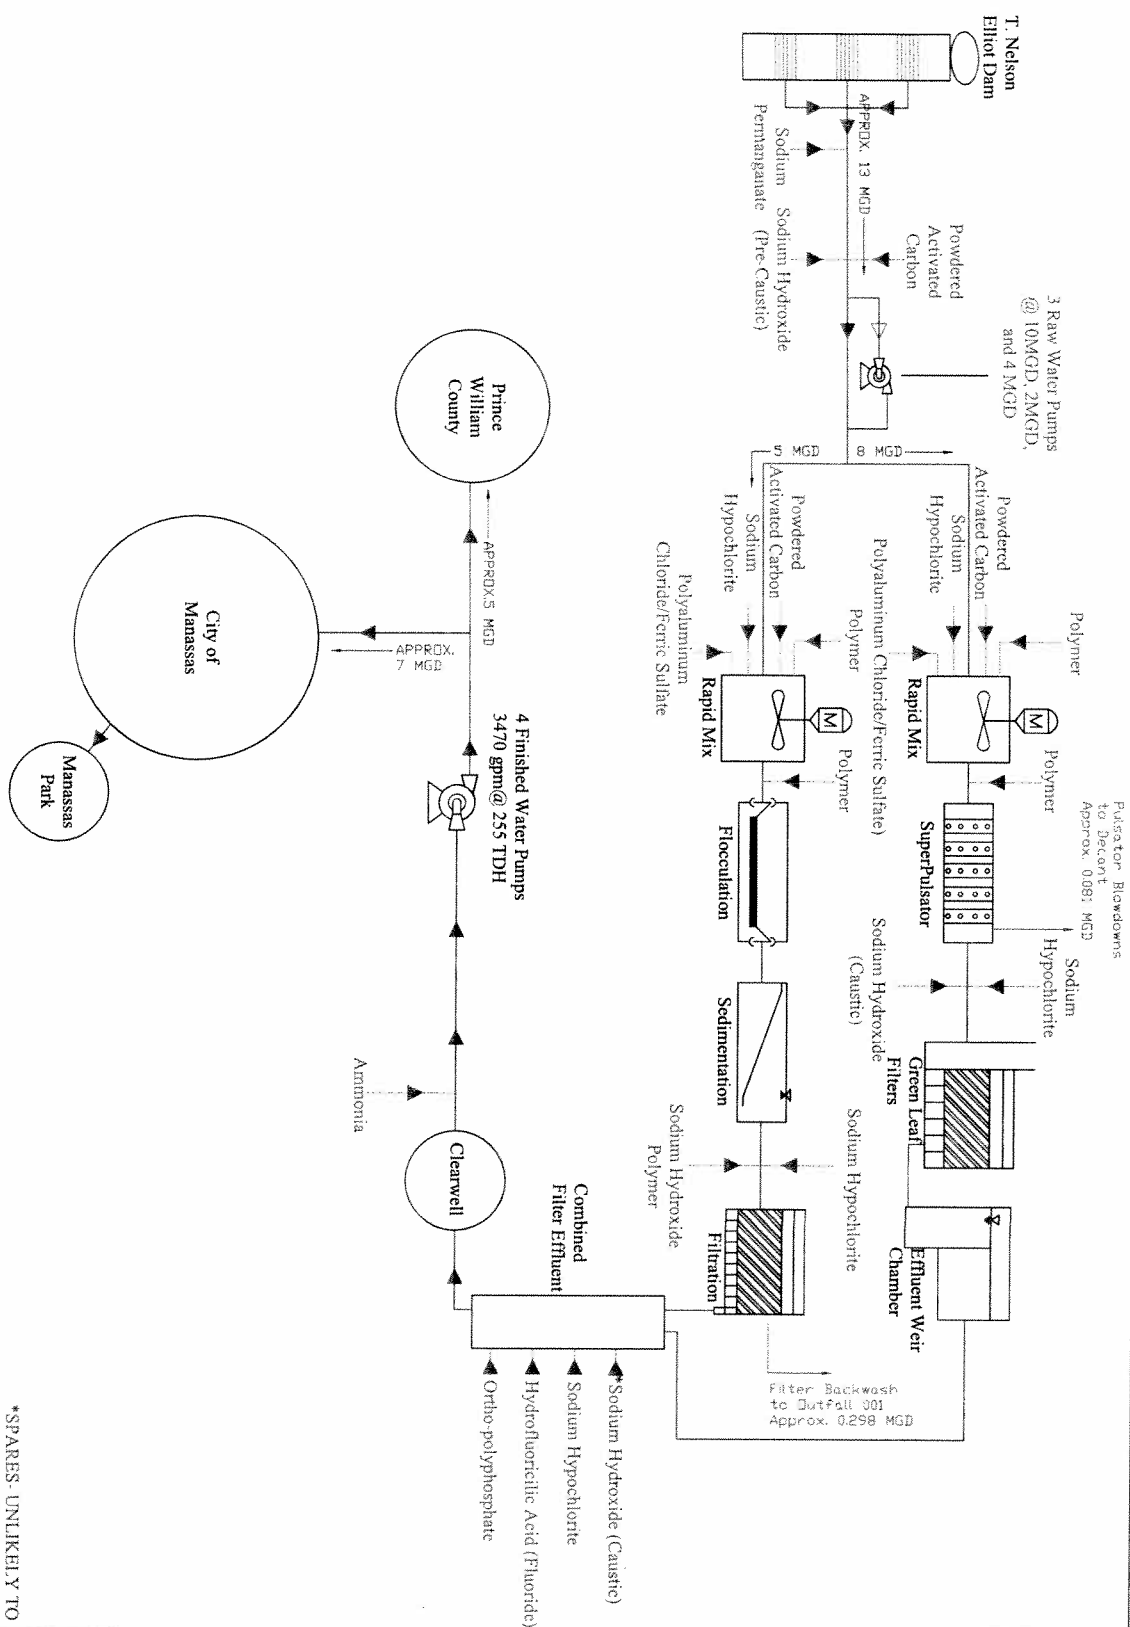 T. Nelson
Elliot Dam
APPROX. 13 MGD
Sodium
Permanganate
Sodium Hydroxide
(Pre-Caustic)
Powdered
Activated
Carbon
3 Raw Water Pumps
@ 10MGD, 2MGD,
and 4 MGD
8 MGD
5 MGD
Powdered
Activated Carbon
Sodium
Hypochlorite
Polyaluminum Chloride/Ferric Sulfate
Polymer
M
Rapid Mix
Polymer
SuperPulsator
Pulsator Blowdowns
to Decant
Approx. 0.081 MGD
Sodium
Hypochlorite
Sodium Hydroxide
(Caustic)
Green Leaf
Filters
Effluent Weir
Chamber
Powdered
Activated Carbon
Sodium
Hypochlorite
Polyaluminum
Chloride/Ferric Sulfate
Polymer
M
Rapid Mix
Polymer
Flocculation
Sedimentation
Sodium Hypochlorite
Sodium Hydroxide
Polymer
Filtration
Filter Backwash
to Outfall 001
Approx. 0.298 MGD
Combined
Filter Effluent
*Sodium Hydroxide (Caustic)
Sodium Hypochlorite
Hydrofluoricilic Acid (Fluoride)
Ortho-polyphosphate
Clearwell
Ammonia
4 Finished Water Pumps
3470 gpm@ 255 TDH
APPROX.
7 MGD
APPROX.5 MGD
Prince
William
County
City of
Manassas
Manassas
Park
*SPARES- UNLIKELY TO